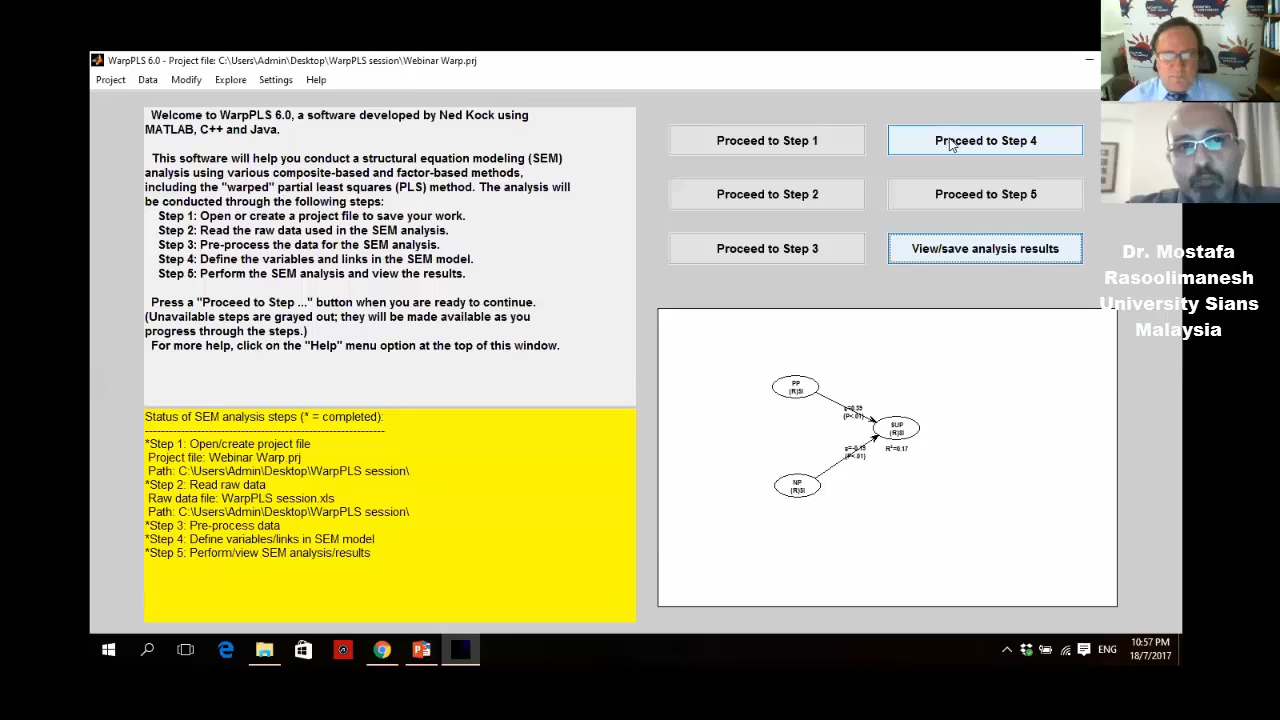 WarpPLS 6.0 - Project file: C:\Users\Admin\Desktop\WarpPLS session\Webinar Warp.prj
Project Data Modify Explore Settings Help
Welcome to WarpPLS 6.0, a software developed by Ned Kock using
MATLAB, C++ and Java.
This software will help you conduct a structural equation modeling (SEM)
analysis using various composite-based and factor-based methods,
including the "warped" partial least squares (PLS) method. The analysis will
be conducted through the following steps:
Step 1: Open or create a project file to save your work.
Step 2: Read the raw data used in the SEM analysis.
Step 3: Pre-process the data for the SEM analysis.
Step 4: Define the variables and links in the SEM model.
Step 5: Perform the SEM analysis and view the results.
Press a "Proceed to Step ..." button when you are ready to continue.
(Unavailable steps are grayed out; they will be made available as you
progress through the steps.)
For more help, click on the "Help" menu option at the top of this window.
Status of SEM analysis steps (* = completed):
*Step 1: Open/create project file
Project file: Webinar Warp.prj
Path: C:\Users\Admin\Desktop\WarpPLS session\
*Step 2: Read raw data
Raw data file: WarpPLS session.xls
Path: C:\Users\Admin\Desktop\WarpPLS session\
*Step 3: Pre-process data
*Step 4: Define variables/links in SEM model
*Step 5: Perform/view SEM analysis/results
Proceed to Step 1
Proceed to Step 4
Proceed to Step 2
Proceed to Step 5
Proceed to Step 3
View/save analysis results
PP
(P<.01)
SUP
R²=0.17
(P<.01)
NP
Dr. Mostafa
Rasoolimanesh
University Sians
Malaysia
ENG
10:57 PM
18/7/2017